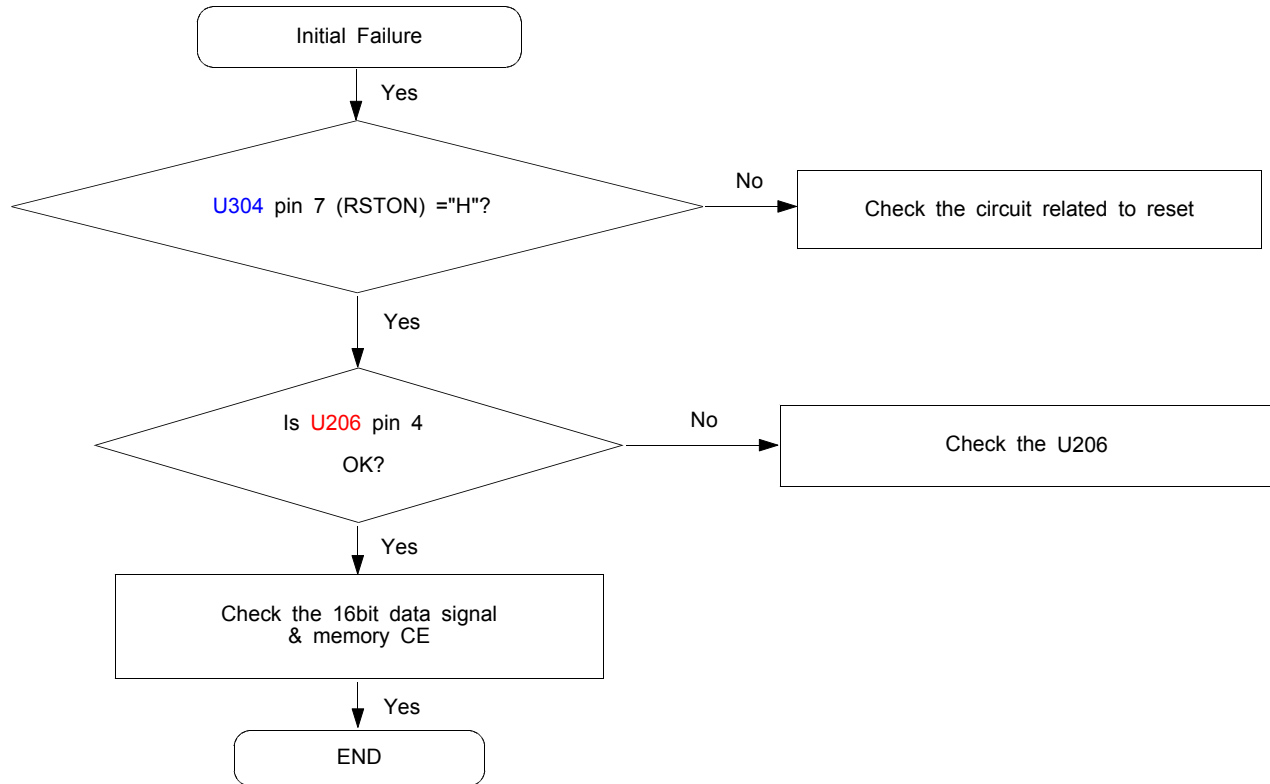 Initial Failure
Yes
U304 pin 7 (RSTON) ="H"?
No
Check the circuit related to reset
Yes
Is U206 pin 4
OK?
No
Check the U206
Yes
Check the 16bit data signal
& memory CE
Yes
END